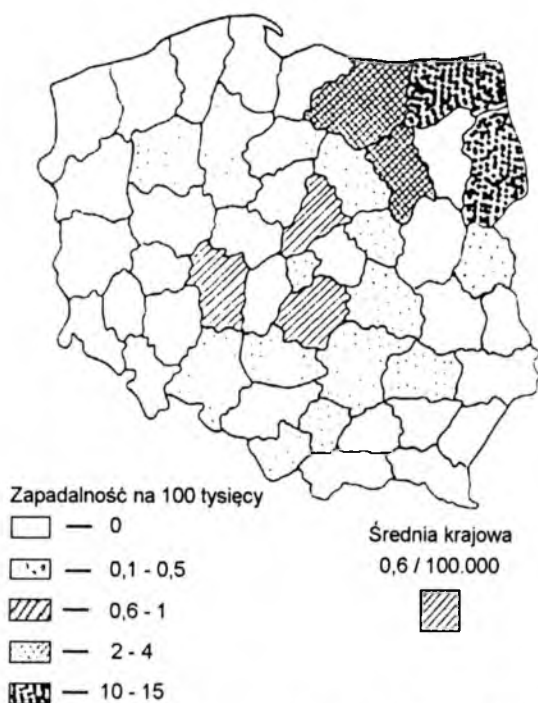 Zapadalność na 100 tysięcy
— 0
— 0,1 - 0,5
— 0,6 - 1
— 2 - 4
— 10 - 15
Średnia krajowa
0,6 / 100.000